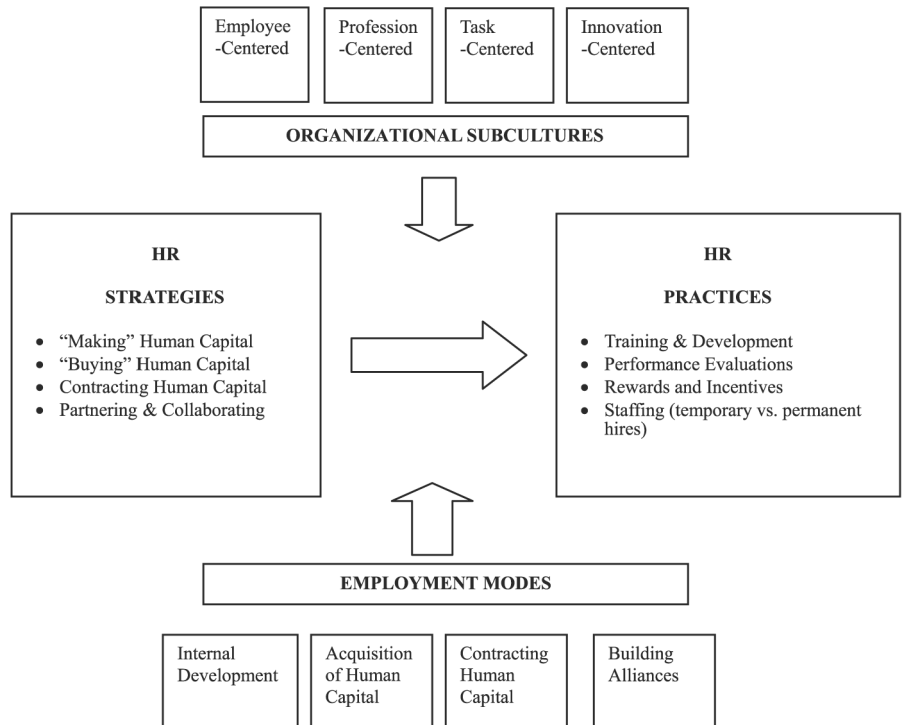 Employee
-Centered
Profession
-Centered
Task
-Centered
Innovation
-Centered
ORGANIZATIONAL SUBCULTURES
HR
STRATEGIES
• “Making” Human Capital
• “Buying” Human Capital
• Contracting Human Capital
• Partnering & Collaborating
HR
PRACTICES
• Training & Development
• Performance Evaluations
• Rewards and Incentives
• Staffing (temporary vs. permanent
hires)
EMPLOYMENT MODES
Internal
Development
Acquisition
of Human
Capital
Contracting
Human
Capital
Building
Alliances